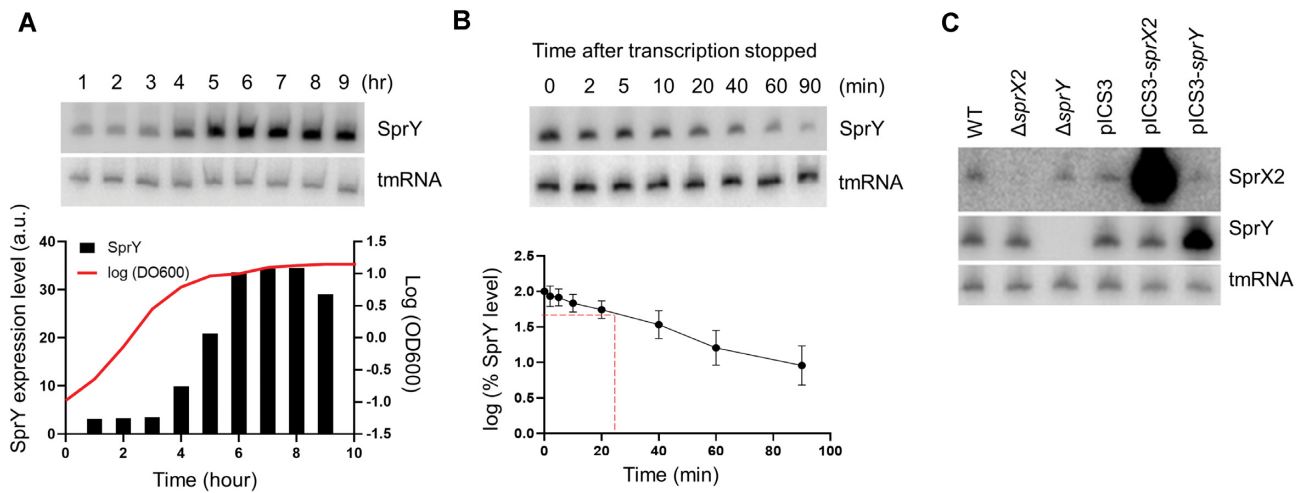 A
1 2 3 4 5 6 7 8 9 (hr)
SprY
tmRNA
SprY expression level (a.u.)
40
30
20
10
0
SprY
log (DO600)
1.5
1.0
0.5
0.0
-0.5
-1.0
-1.5
Log (OD600)
0 2 4 6 8 10
Time (hour)
B
Time after transcription stopped
0 2 5 10 20 40 60 90 (min)
SprY
tmRNA
log (% SprY level)
2.5
2.0
1.5
1.0
0.5
0.0
0 20 40 60 80 100
Time (min)
C
WT
ΔsprX2
ΔsprY
pICS3
pICS3-sprX2
pICS3-sprY
SprX2
SprY
tmRNA